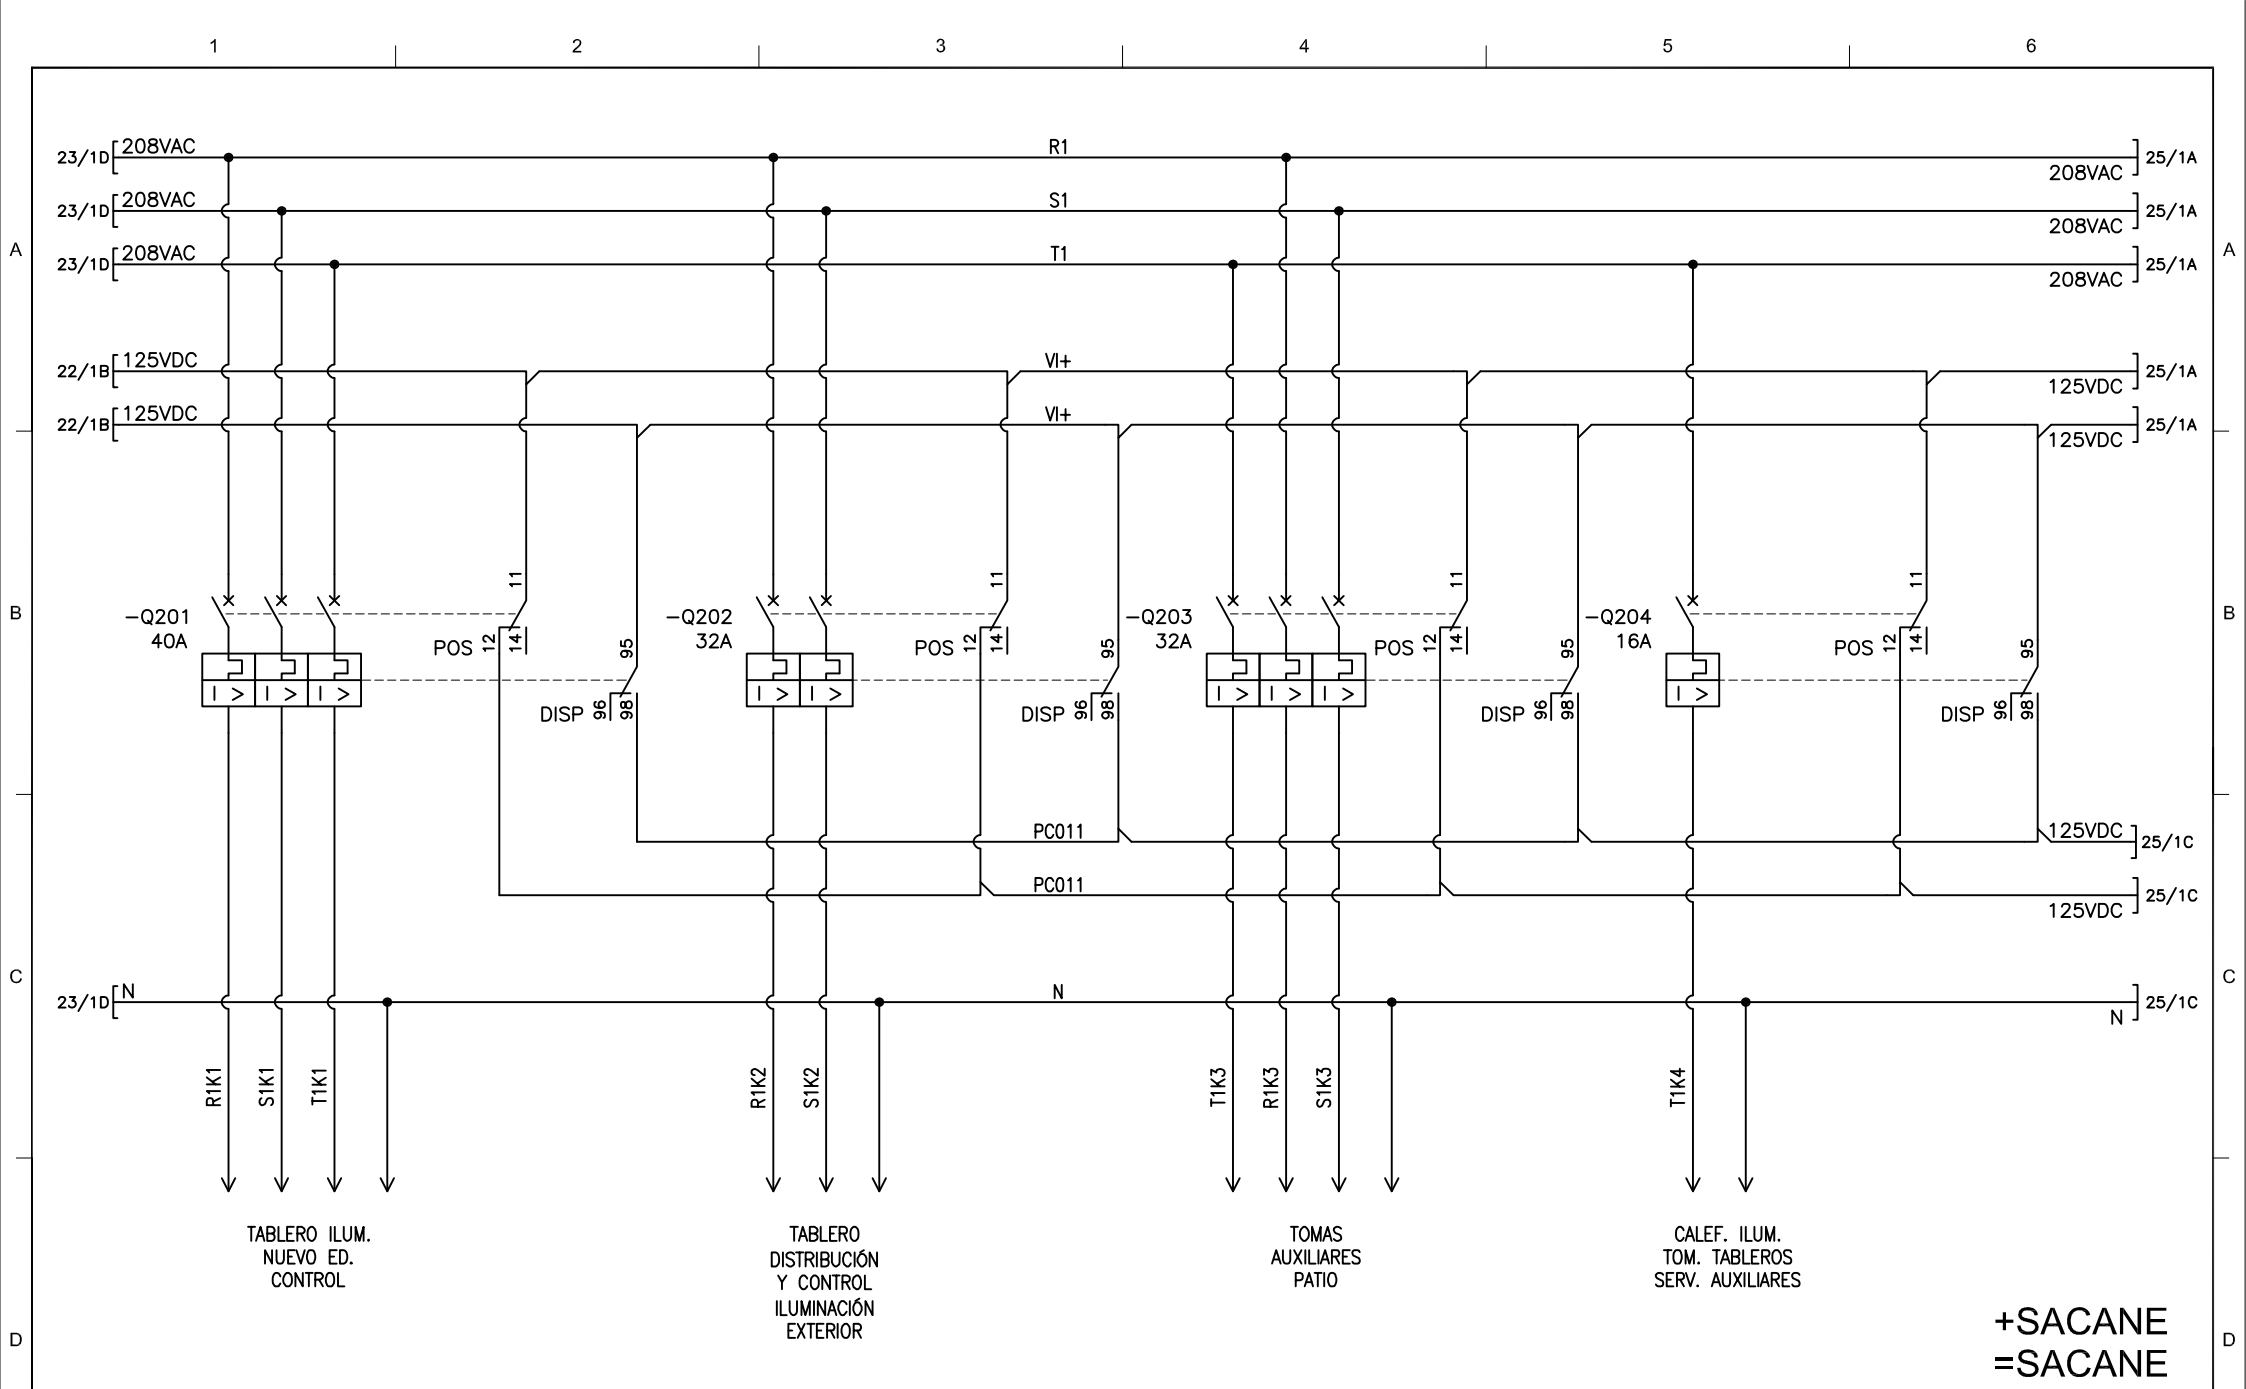 1 2 3 4 5 6
23/1D 208VAC R1 25/1A
208VAC
23/1D 208VAC S1 25/1A
208VAC
A A
23/1D 208VAC T1 25/1A
208VAC
22/1B 125VDC VI+ 25/1A
125VDC
22/1B 125VDC VI+ 25/1A
125VDC
11 11 11 11
B B
-Q201 -Q202 -Q203 -Q204
40A 32A 32A 16A
POS 12 14 95 POS 12 14 95 POS 12 14 95 POS 12 14 95
I > I > I > I > I > I > I > I > I >
DISP 96 98 DISP 96 98 DISP 96 98 DISP 96 98
PC011 125VDC 25/1C
PC011 25/1C
125VDC
C C
23/1D N N 25/1C
N
R1K1 S1K1 T1K1 R1K2 S1K2 T1K3 R1K3 S1K3 T1K4
TABLERO ILUM.
NUEVO ED.
CONTROL
TABLERO
DISTRIBUCIÓN
Y CONTROL
ILUMINACIÓN
EXTERIOR
TOMAS
AUXILIARES
PATIO
CALEF. ILUM.
TOM. TABLEROS
SERV. AUXILIARES
D D
+SACANE
=SACANE